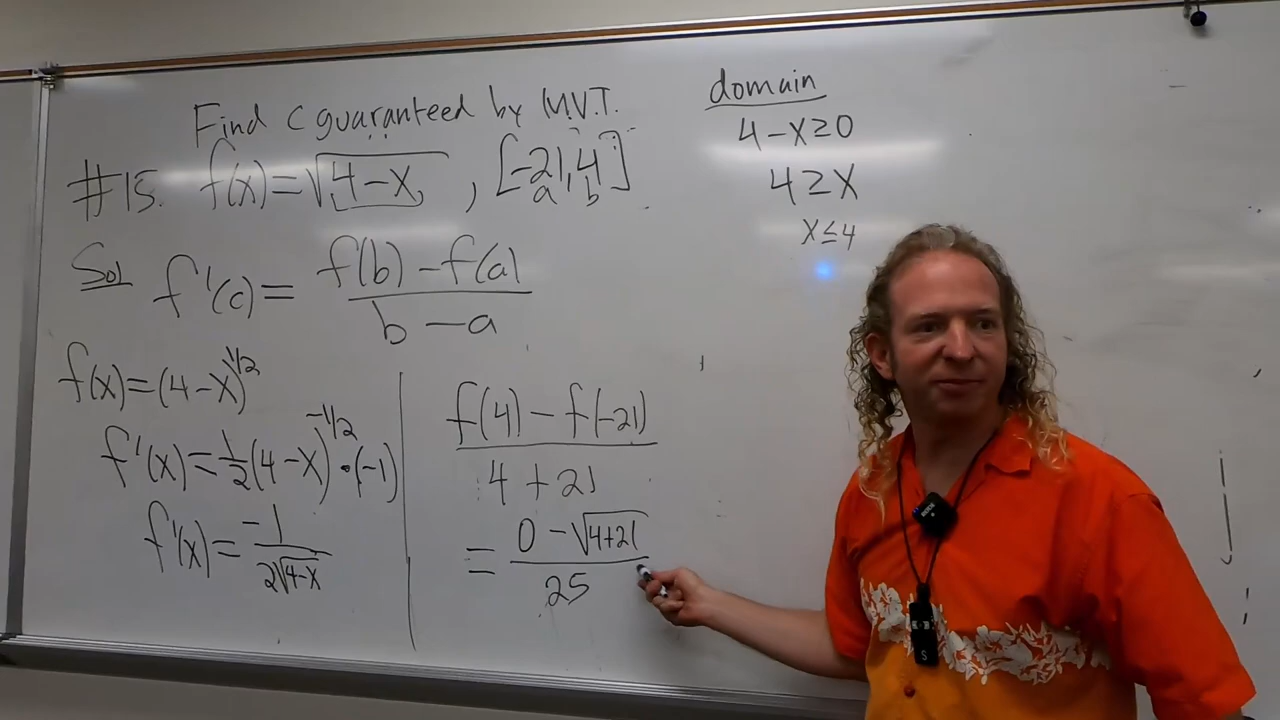 Find c guaranteed by M.V.T.
#15. f(x)=√4-x , [-21,4]
a b
Sol f'(c)= f(b)-f(a) / b-a
f(x)=(4-x)^1/2
f'(x)=1/2(4-x)^-1/2•(-1)
f'(x)= -1 / 2√4-x
f(4)-f(-21) / 4+21
= 0-√4+21 / 25
domain
4-x≥0
4≥x
x≤4
S